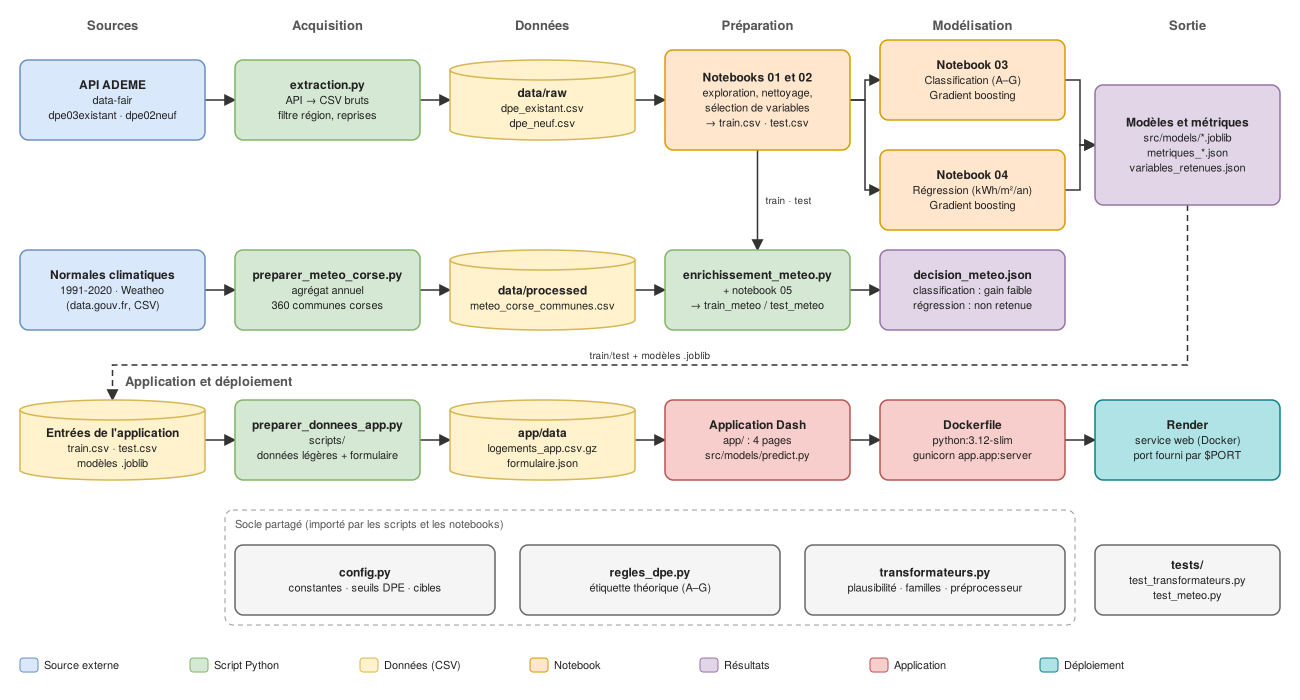 Sources
Acquisition
Données
Préparation
Modélisation
Sortie
API ADEME
data-fair
dpe03existant · dpe02neuf
extraction.py
API → CSV bruts
filtre région, reprises
data/raw
dpe_existant.csv
dpe_neuf.csv
Notebooks 01 et 02
exploration, nettoyage,
sélection de variables
→ train.csv · test.csv
Notebook 03
Classification (A–G)
Gradient boosting
Notebook 04
Régression (kWh/m²/an)
Gradient boosting
Modèles et métriques
src/models/*.joblib
metriques_*.json
variables_retenues.json
train · test
Normales climatiques
1991-2020 · Weatheo
(data.gouv.fr, CSV)
preparer_meteo_corse.py
agrégat annuel
360 communes corses
data/processed
meteo_corse_communes.csv
enrichissement_meteo.py
+ notebook 05
→ train_meteo / test_meteo
decision_meteo.json
classification : gain faible
régression : non retenue
train/test + modèles .joblib
Application et déploiement
Entrées de l'application
train.csv · test.csv
modèles .joblib
preparer_donnees_app.py
scripts/
données légères + formulaire
app/data
logements_app.csv.gz
formulaire.json
Application Dash
app/ : 4 pages
src/models/predict.py
Dockerfile
python:3.12-slim
gunicorn app.app:server
Render
service web (Docker)
port fourni par $PORT
Socle partagé (importé par les scripts et les notebooks)
config.py
constantes · seuils DPE · cibles
regles_dpe.py
étiquette théorique (A–G)
transformateurs.py
plausibilité · familles · préprocesseur
tests/
test_transformateurs.py
test_meteo.py
Source externe
Script Python
Données (CSV)
Notebook
Résultats
Application
Déploiement